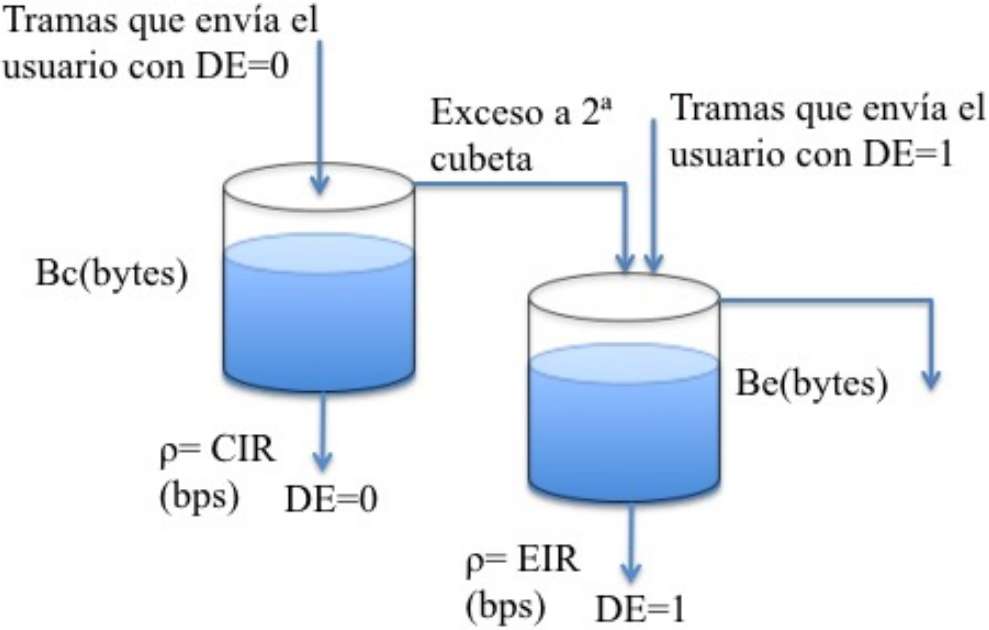 Tramas que envía el
usuario con DE=0
Exceso a 2ª
cubeta
Tramas que envía el
usuario con DE=1
Bc(bytes)
Be(bytes)
ρ= CIR
(bps) DE=0
ρ= EIR
(bps) DE=1